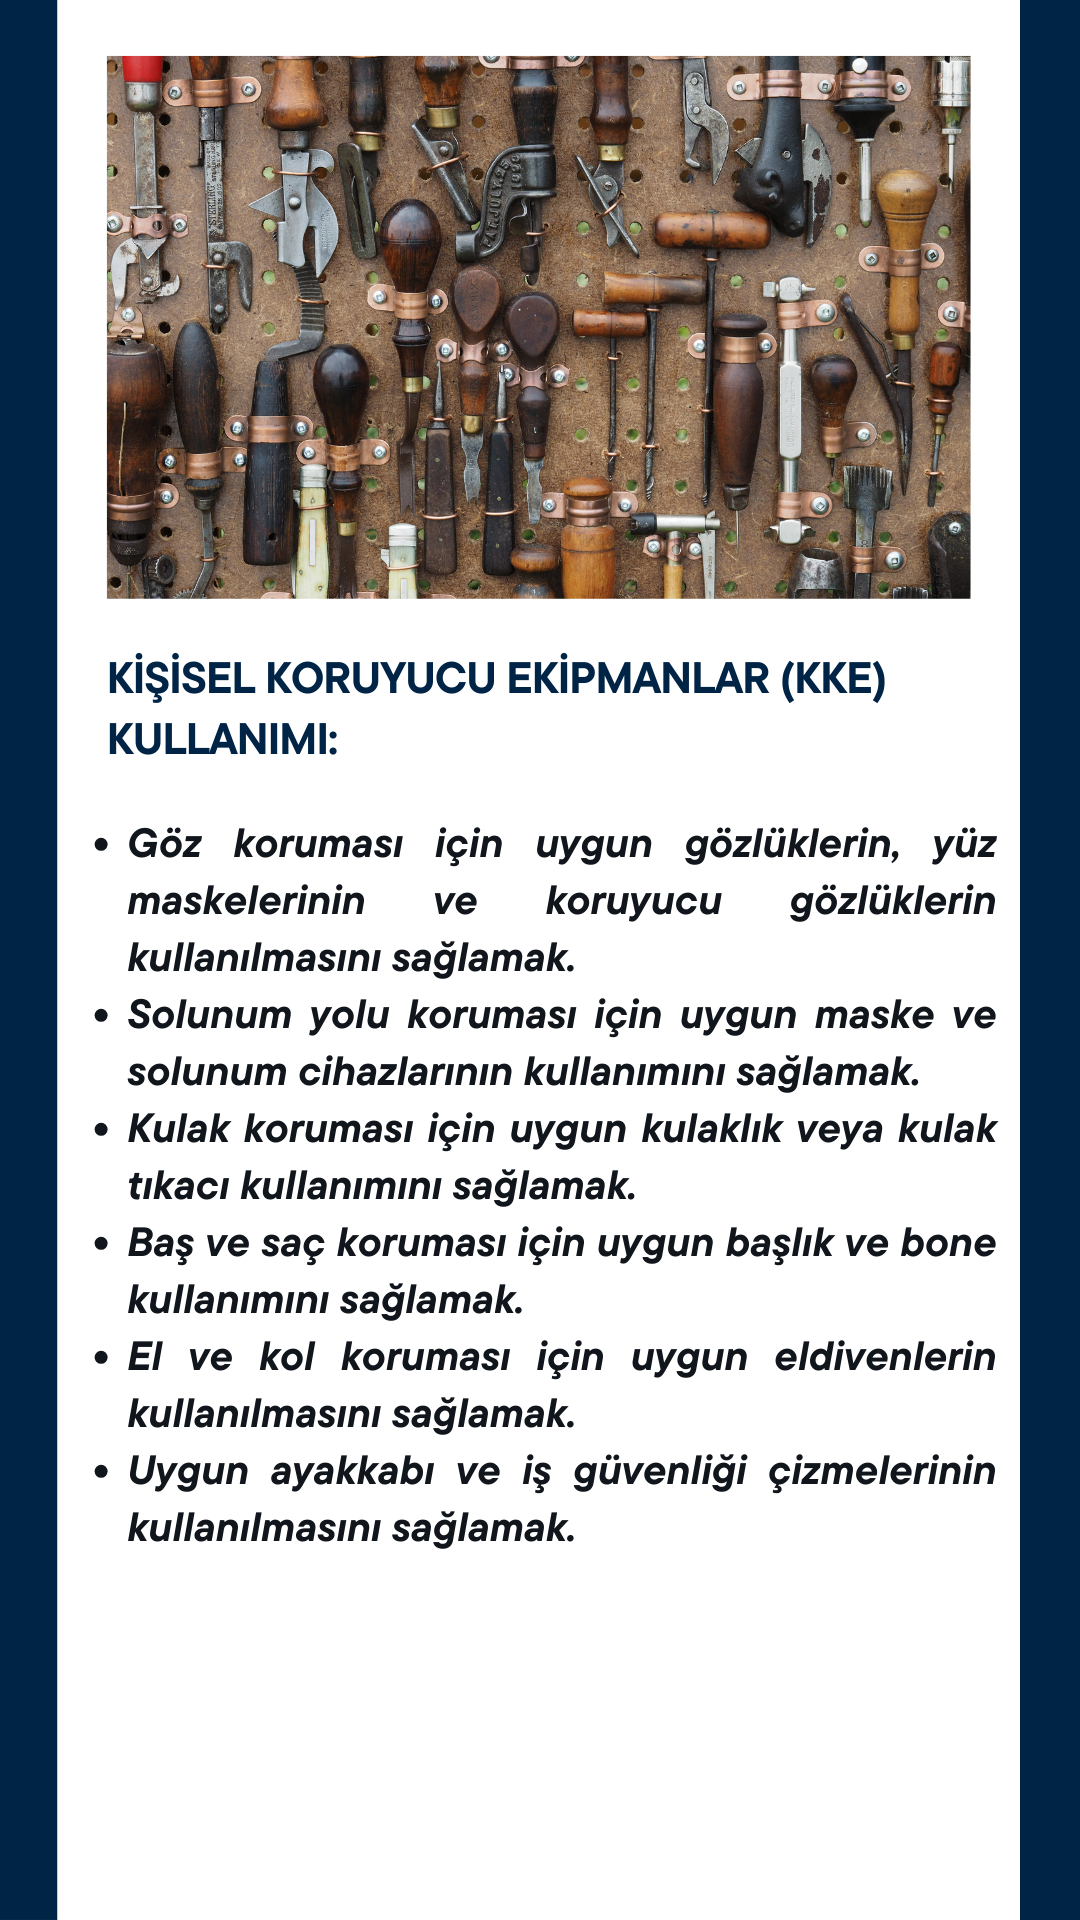 KİŞİSEL KORUYUCU EKİPMANLAR (KKE)
KULLANIMI:
• Göz koruması için uygun gözlüklerin, yüz
maskelerinin ve koruyucu gözlüklerin
kullanılmasını sağlamak.
• Solunum yolu koruması için uygun maske ve
solunum cihazlarının kullanımını sağlamak.
• Kulak koruması için uygun kulaklık veya kulak
tıkacı kullanımını sağlamak.
• Baş ve saç koruması için uygun başlık ve bone
kullanımını sağlamak.
• El ve kol koruması için uygun eldivenlerin
kullanılmasını sağlamak.
• Uygun ayakkabı ve iş güvenliği çizmelerinin
kullanılmasını sağlamak.